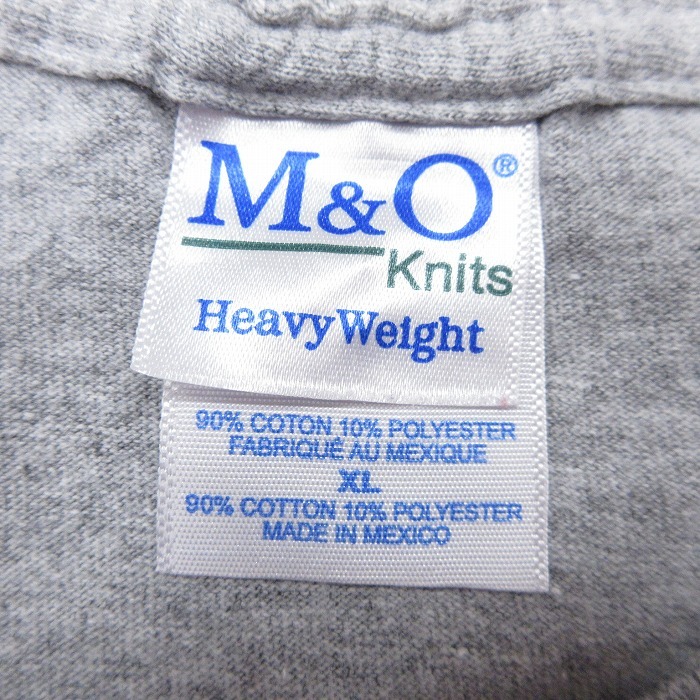 M&O®
Knits
HeavyWeight
90% COTON 10% POLYESTER
FABRIQUÉ AU MEXIQUE
XL
90% COTTON 10% POLYESTER
MADE IN MEXICO